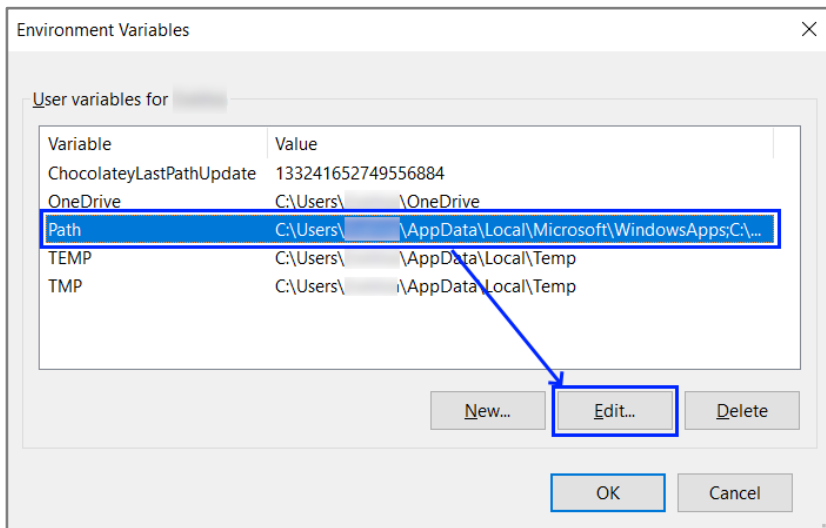 Environment Variables
User variables for
Variable Value
ChocolateyLastPathUpdate 133241652749556884
OneDrive C:\Users\ \OneDrive
Path C:\Users\ \AppData\Local\Microsoft\WindowsApps;C:\...
TEMP C:\Users\ \AppData\Local\Temp
TMP C:\Users\ \AppData\Local\Temp
New... Edit... Delete
OK Cancel